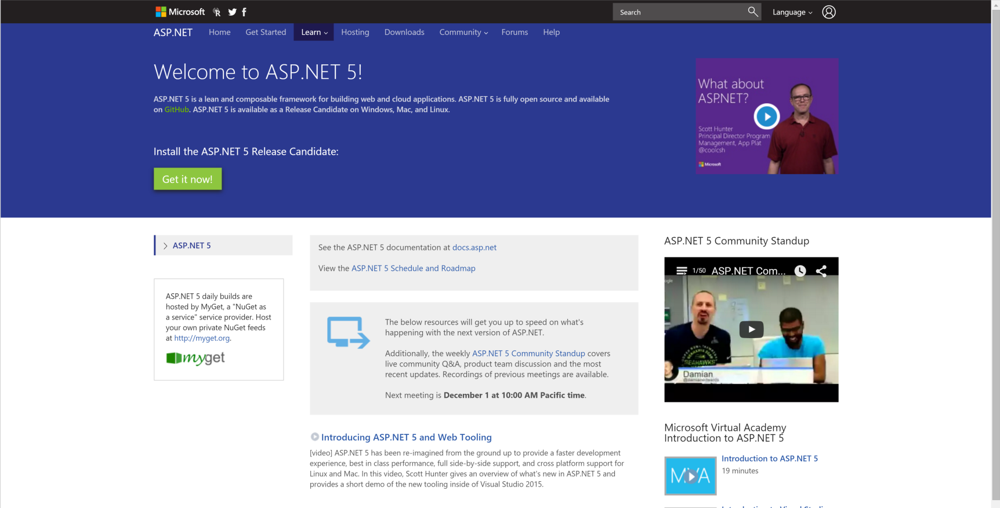 Microsoft
Search
Language
ASP.NET
Home
Get Started
Learn
Hosting
Downloads
Community
Forums
Help
Welcome to ASP.NET 5!
ASP.NET 5 is a lean and composable framework for building web and cloud applications. ASP.NET 5 is fully open source and available
on GitHub. ASP.NET 5 is available as a Release Candidate on Windows, Mac, and Linux.
Install the ASP.NET 5 Release Candidate:
Get it now!
What about
ASP.NET?
Scott Hunter
Principal Director Program
Management, App Plat
@coolcsh
Microsoft
ASP.NET 5
ASP.NET 5 daily builds are
hosted by MyGet, a "NuGet as
a service" service provider. Host
your own private NuGet feeds
at http://myget.org.
myget
See the ASP.NET 5 documentation at docs.asp.net
View the ASP.NET 5 Schedule and Roadmap
The below resources will get you up to speed on what's
happening with the next version of ASP.NET.
Additionally, the weekly ASP.NET 5 Community Standup covers
live community Q&A, product team discussion and the most
recent updates. Recordings of previous meetings are available.
Next meeting is December 1 at 10:00 AM Pacific time.
Introducing ASP.NET 5 and Web Tooling
[video] ASP.NET 5 has been re-imagined from the ground up to provide a faster development
experience, best in class performance, full side-by-side support, and cross platform support for
Linux and Mac. In this video, Scott Hunter gives an overview of what's new in ASP.NET 5 and
provides a short demo of the new tooling inside of Visual Studio 2015.
ASP.NET 5 Community Standup
1/50 ASP.NET Com...
ogle
SEAHAWKS
Damian
@damianedwards
Microsoft Virtual Academy
Introduction to ASP.NET 5
MVA
Introduction to ASP.NET 5
19 minutes